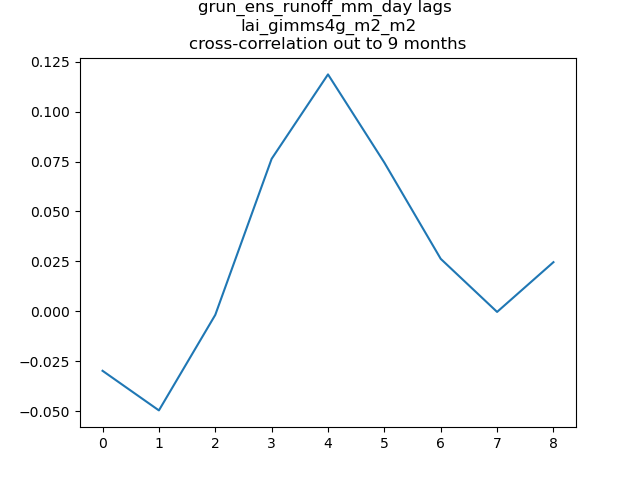 grun_ens_runoff_mm_day lags
lai_gimms4g_m2_m2
cross-correlation out to 9 months
0.125
0.100
0.075
0.050
0.025
0.000
−0.025
−0.050
0 1 2 3 4 5 6 7 8